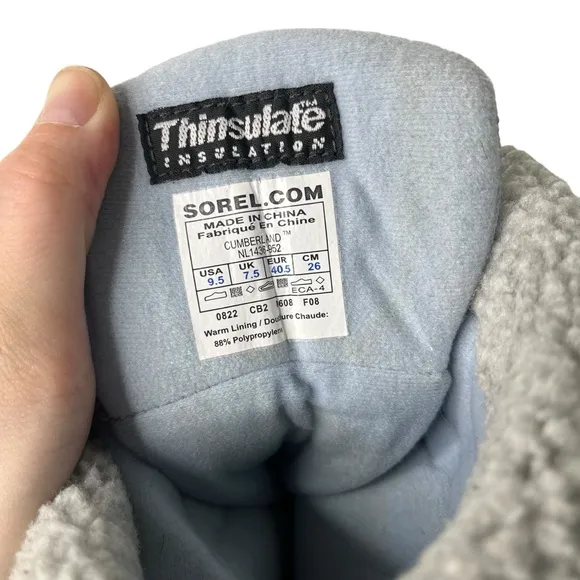 Thinsulate™
INSULATION
SOREL.COM
MADE IN CHINA
Fabriqué En Chine
CUMBERLAND™
USA UK EUR CM
9.5 7.5 40.5 26
ECA-4
0822 CB2 F08
Warm Lining / Doublure Chaude:
88% Polypropylene